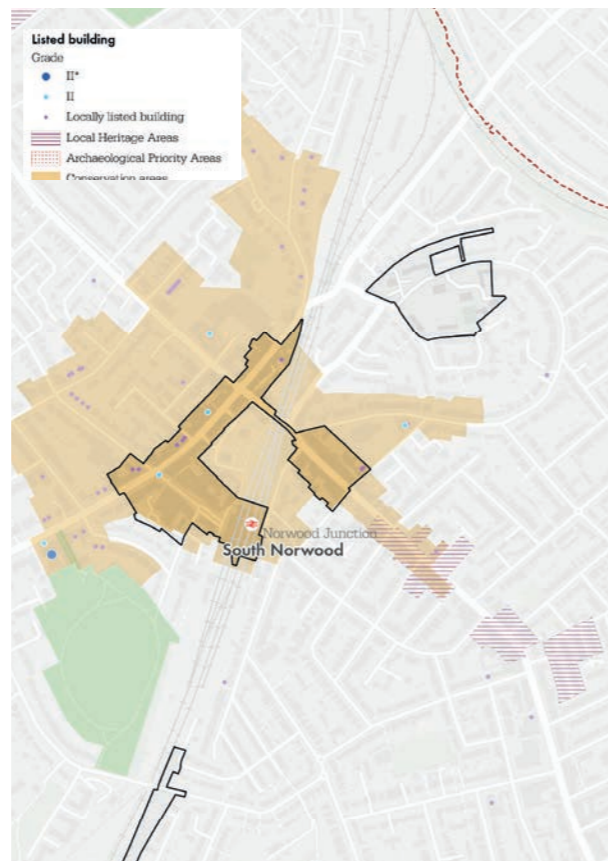 Listed building
Grade
II*
II
Locally listed building
Local Heritage Areas
Archaeological Priority Areas
Conservation areas
Norwood Junction
South Norwood